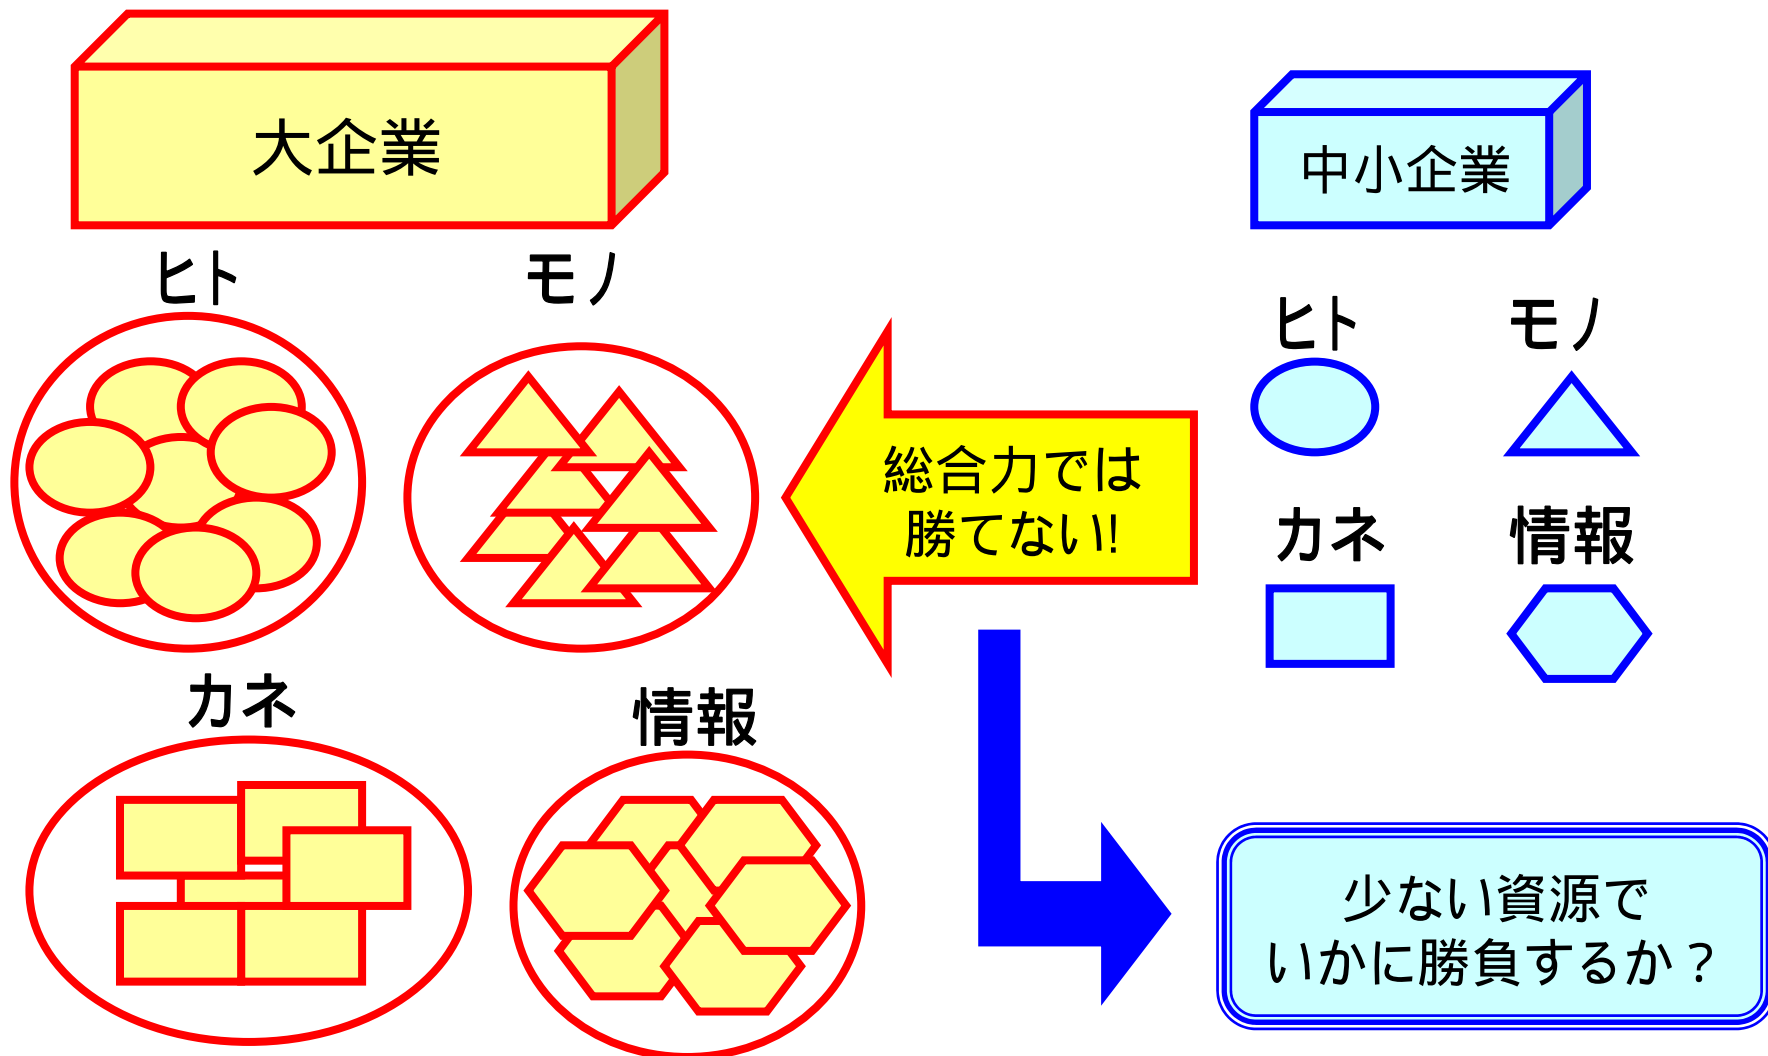 大企業
中小企業
ヒト
モノ
ヒト
モノ
総合力では
勝てない!
カネ
情報
カネ
情報
少ない資源で
いかに勝負するか？